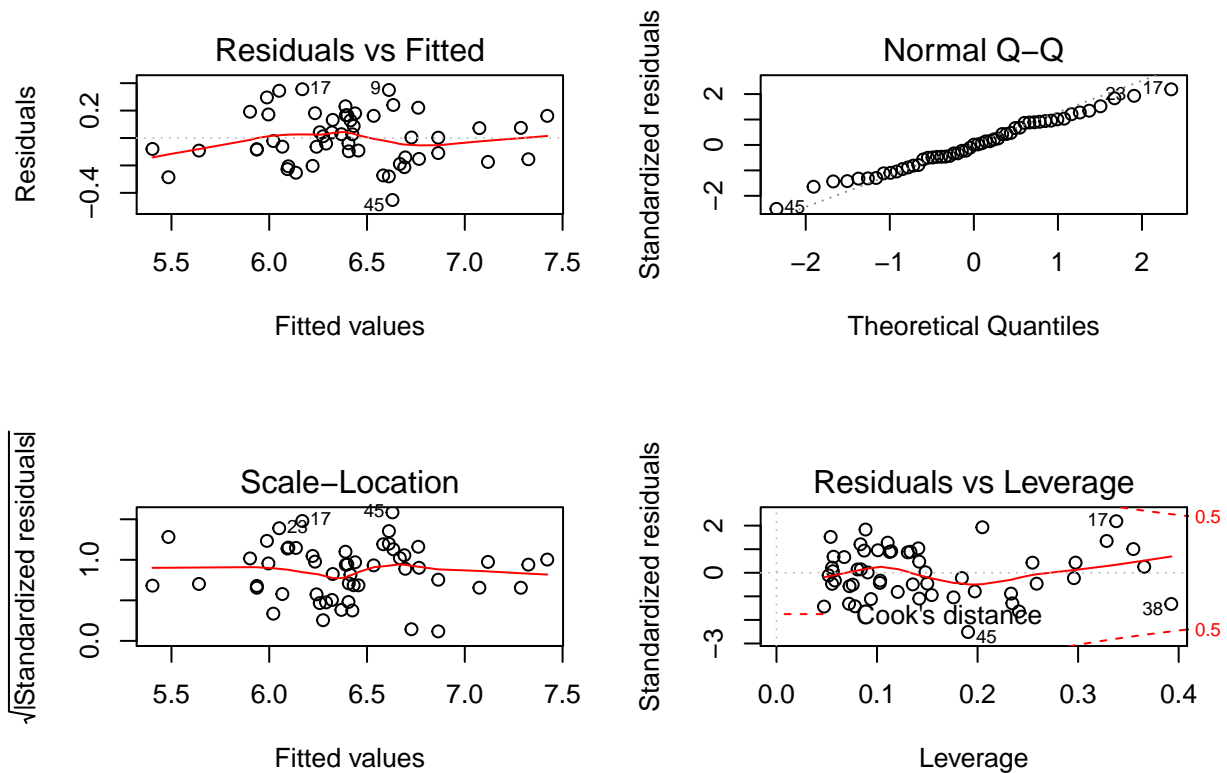 Residuals vs Fitted
Residuals
0.2
−0.4
17
9
45
5.5 6.0 6.5 7.0 7.5
Fitted values
Normal Q−Q
Standardized residuals
2
0
−2
23
17
45
−2 −1 0 1 2
Theoretical Quantiles
Scale−Location
√|Standardized residuals|
1.0
0.0
45
17
23
5.5 6.0 6.5 7.0 7.5
Fitted values
Residuals vs Leverage
Standardized residuals
2
0
−3
17
0.5
38
Cook's distance
0.5
45
0.0 0.1 0.2 0.3 0.4
Leverage